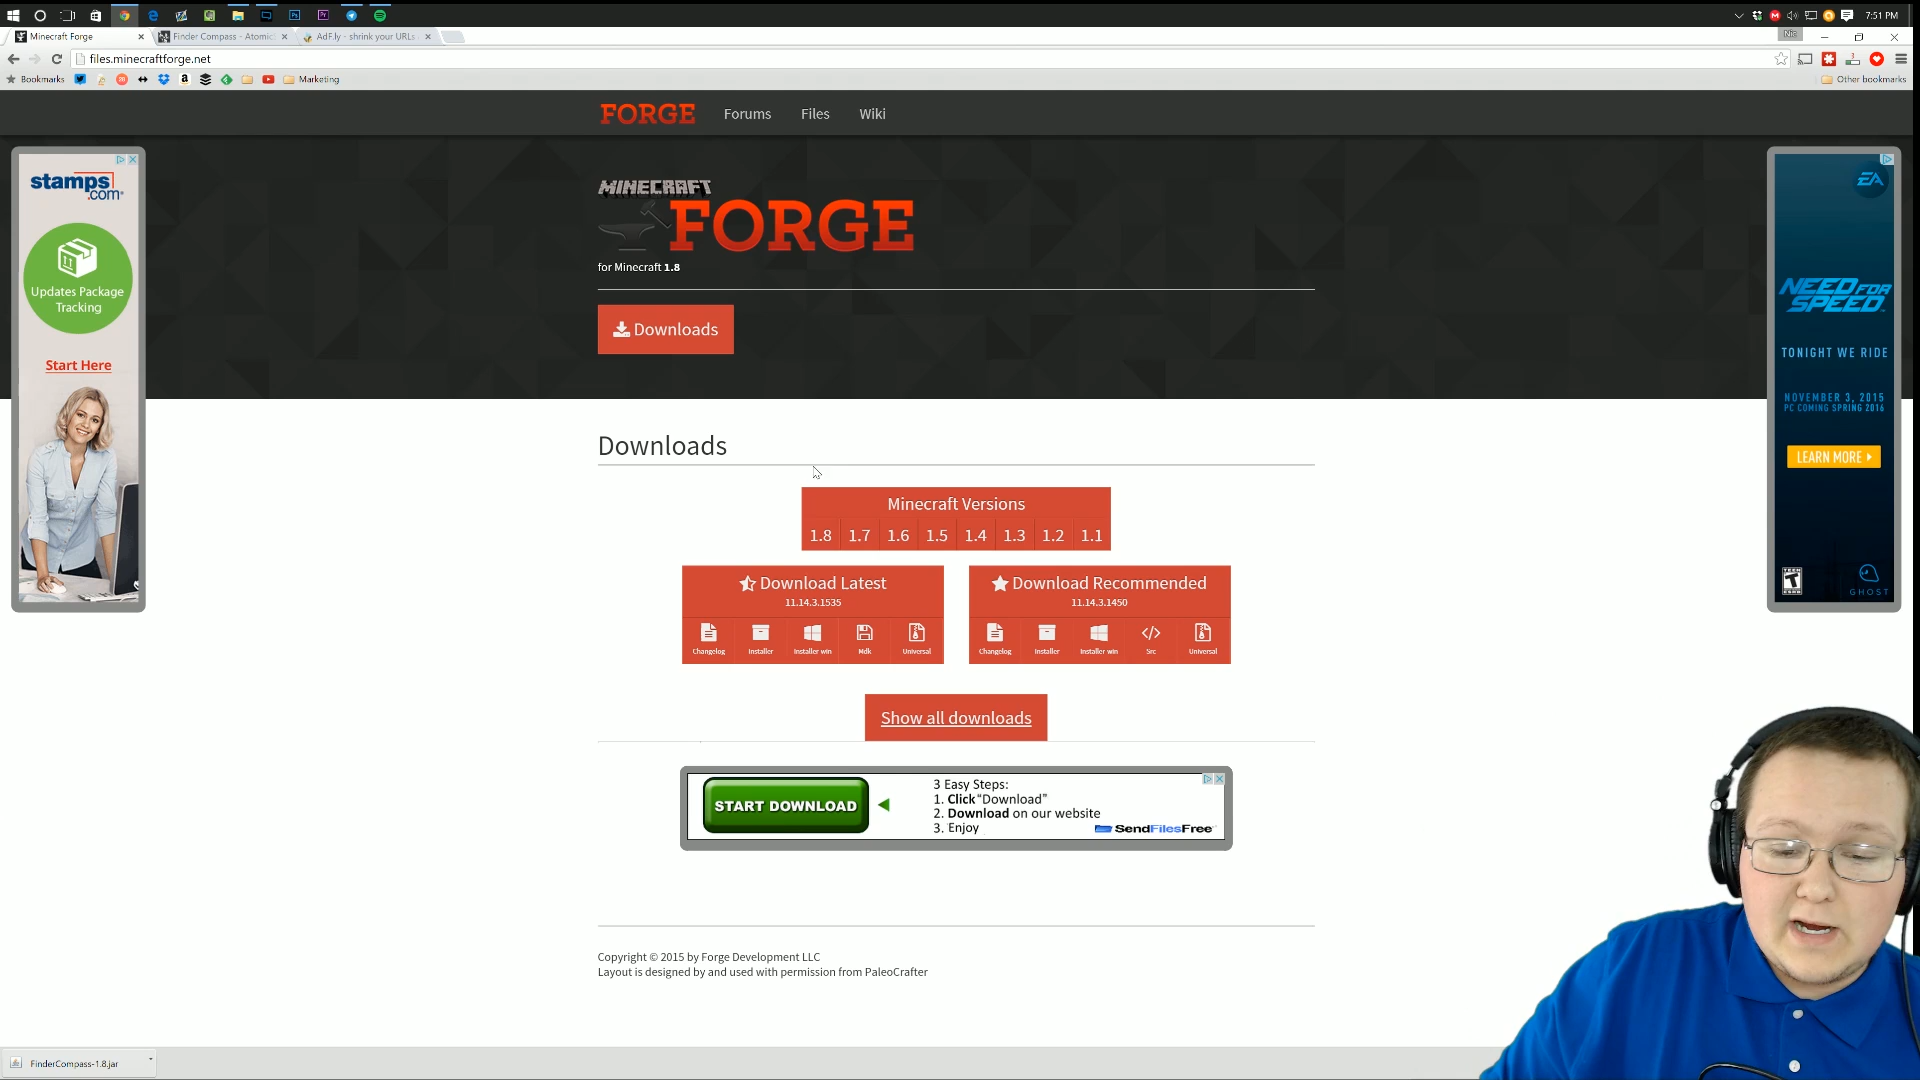 7:51 PM
Minecraft Forge
Finder Compass - Atomic
AdF.ly - shrink your URLs
Nic
files.minecraftforge.net
Bookmarks
Marketing
Other bookmarks
FORGE
Forums
Files
Wiki
stamps.com
Updates Package
Tracking
Start Here
MINECRAFT
FORGE
for Minecraft 1.8
Downloads
EA
NEED FOR
SPEED
TONIGHT WE RIDE
NOVEMBER 3, 2015
PC COMING SPRING 2016
LEARN MORE
TEEN
T
ESRB
GHOST
Downloads
Minecraft Versions
1.8 1.7 1.6 1.5 1.4 1.3 1.2 1.1
Download Latest
11.14.3.1535
Changelog Installer Installer win Mdk Universal
Download Recommended
11.14.3.1450
Changelog Installer Installer win Src Universal
Show all downloads
START DOWNLOAD
3 Easy Steps:
1. Click "Download"
2. Download on our website
3. Enjoy
SendFilesFree
Copyright © 2015 by Forge Development LLC
Layout is designed by and used with permission from PaleoCrafter
FinderCompass-1.8.jar